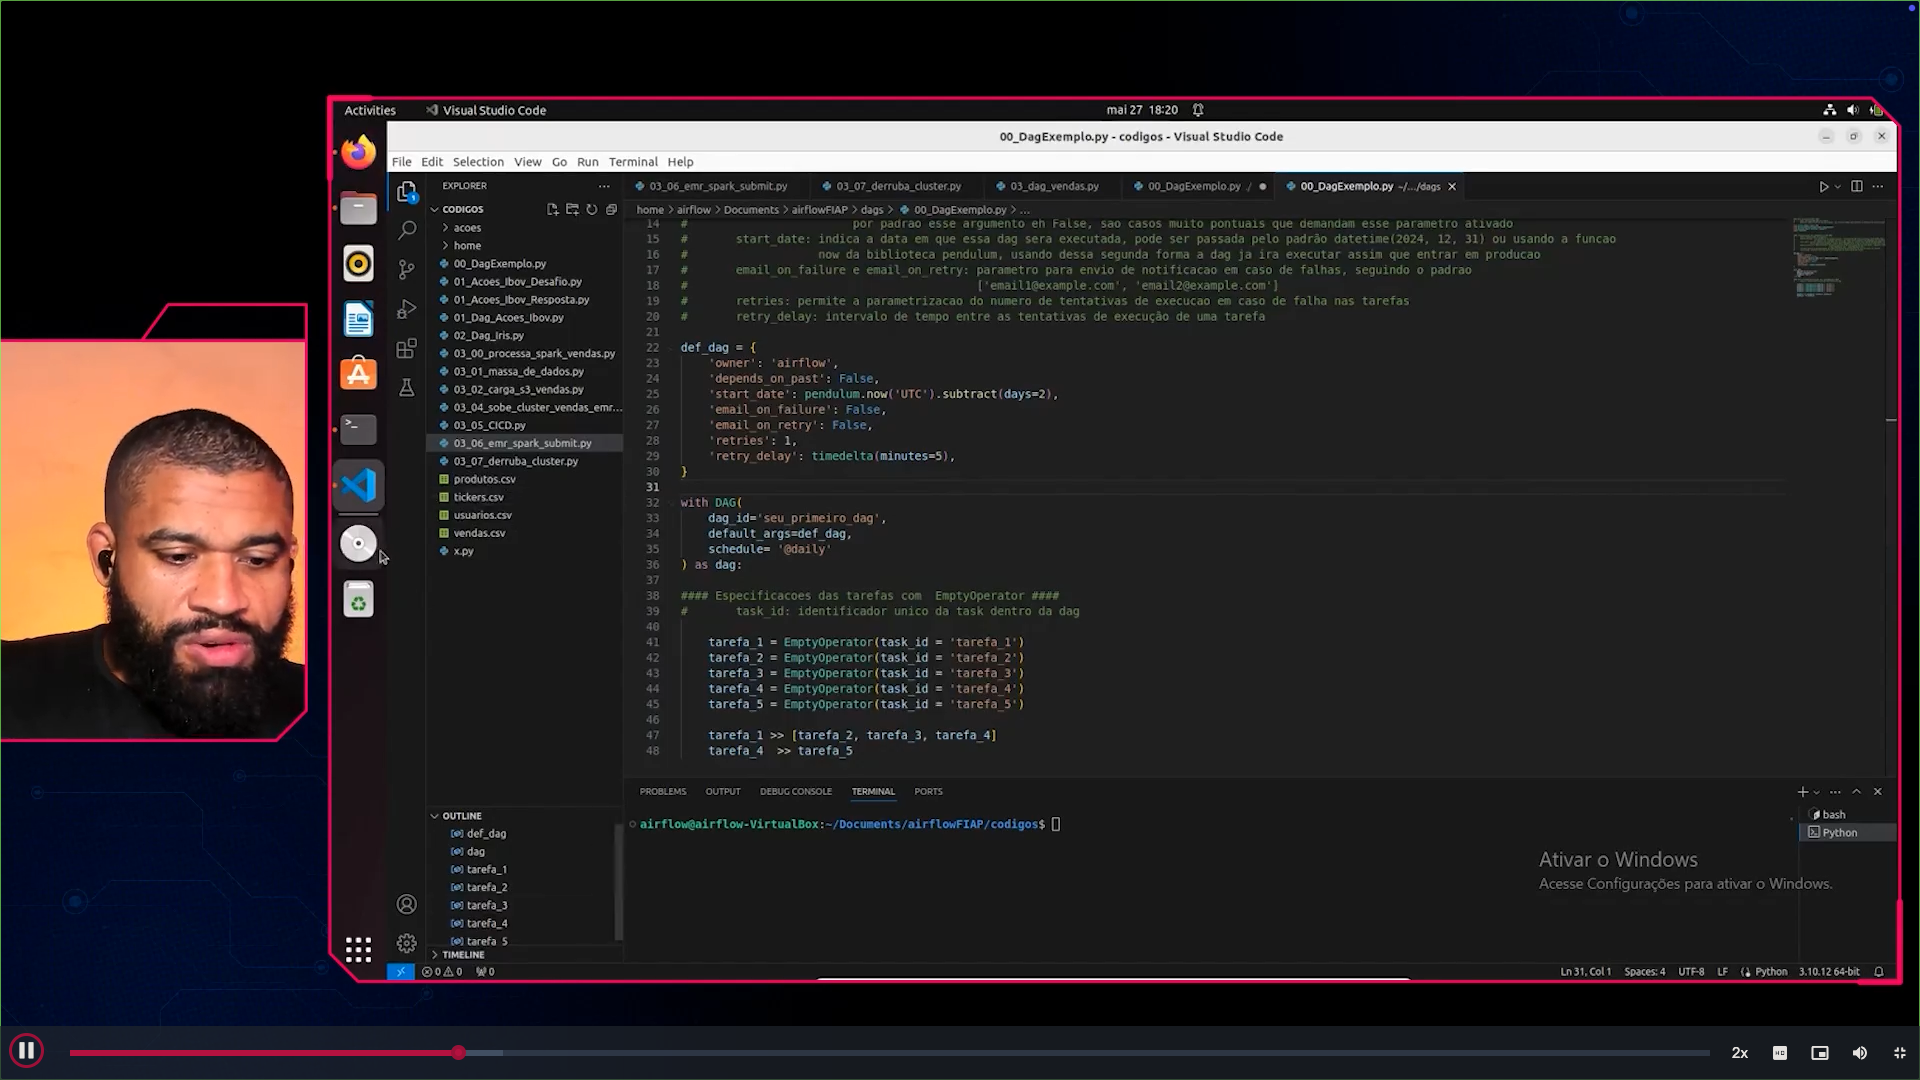 Activities
Visual Studio Code
mai 27 18:20
00_DagExemplo.py - codigos - Visual Studio Code
File Edit Selection View Go Run Terminal Help
EXPLORER
CODIGOS
acoes
home
00_DagExemplo.py
01_Acoes_Ibov_Desafio.py
01_Acoes_Ibov_Resposta.py
01_Dag_Acoes_Ibov.py
02_Dag_Iris.py
03_00_processa_spark_vendas.py
03_01_massa_de_dados.py
03_02_carga_s3_vendas.py
03_04_sobe_cluster_vendas_emr...
03_05_CICD.py
03_06_emr_spark_submit.py
03_07_derruba_cluster.py
produtos.csv
tickers.csv
usuarios.csv
vendas.csv
x.py
OUTLINE
def_dag
dag
tarefa_1
tarefa_2
tarefa_3
tarefa_4
tarefa_5
TIMELINE
03_06_emr_spark_submit.py 03_07_derruba_cluster.py 03_dag_vendas.py 00_DagExemplo.py / 00_DagExemplo.py ~/.../dags
home > airflow > Documents > airflowFIAP > dags > 00_DagExemplo.py > ...
14 # por padrao esse argumento eh False, sao casos muito pontuais que demandam esse parametro ativado
15 # start_date: indica a data em que essa dag sera executada, pode ser passada pelo padrão datetime(2024, 12, 31) ou usando a funcao
16 # now da biblioteca pendulum, usando dessa segunda forma a dag ja ira executar assim que entrar em producao
17 # email_on_failure e email_on_retry: parametro para envio de notificacao em caso de falhas, seguindo o padrao
18 # ['email1@example.com', 'email2@example.com']
19 # retries: permite a parametrizacao do numero de tentativas de execucao em caso de falha nas tarefas
20 # retry_delay: intervalo de tempo entre as tentativas de execução de uma tarefa
21
22 def_dag = {
23 'owner': 'airflow',
24 'depends_on_past': False,
25 'start_date': pendulum.now('UTC').subtract(days=2),
26 'email_on_failure': False,
27 'email_on_retry': False,
28 'retries': 1,
29 'retry_delay': timedelta(minutes=5),
30 }
31
32 with DAG(
33 dag_id='seu_primeiro_dag',
34 default_args=def_dag,
35 schedule= '@daily'
36 ) as dag:
37
38 #### Especificacoes das tarefas com EmptyOperator ####
39 # task_id: identificador unico da task dentro da dag
40
41 tarefa_1 = EmptyOperator(task_id = 'tarefa_1')
42 tarefa_2 = EmptyOperator(task_id = 'tarefa_2')
43 tarefa_3 = EmptyOperator(task_id = 'tarefa_3')
44 tarefa_4 = EmptyOperator(task_id = 'tarefa_4')
45 tarefa_5 = EmptyOperator(task_id = 'tarefa_5')
46
47 tarefa_1 >> [tarefa_2, tarefa_3, tarefa_4]
48 tarefa_4 >> tarefa_5
PROBLEMS OUTPUT DEBUG CONSOLE TERMINAL PORTS
airflow@airflow-VirtualBox:~/Documents/airflowFIAP/codigos$
bash
Python
Ativar o Windows
Acesse Configurações para ativar o Windows.
0 0 0
Ln 31, Col 1 Spaces: 4 UTF-8 LF Python 3.10.12 64-bit
2x